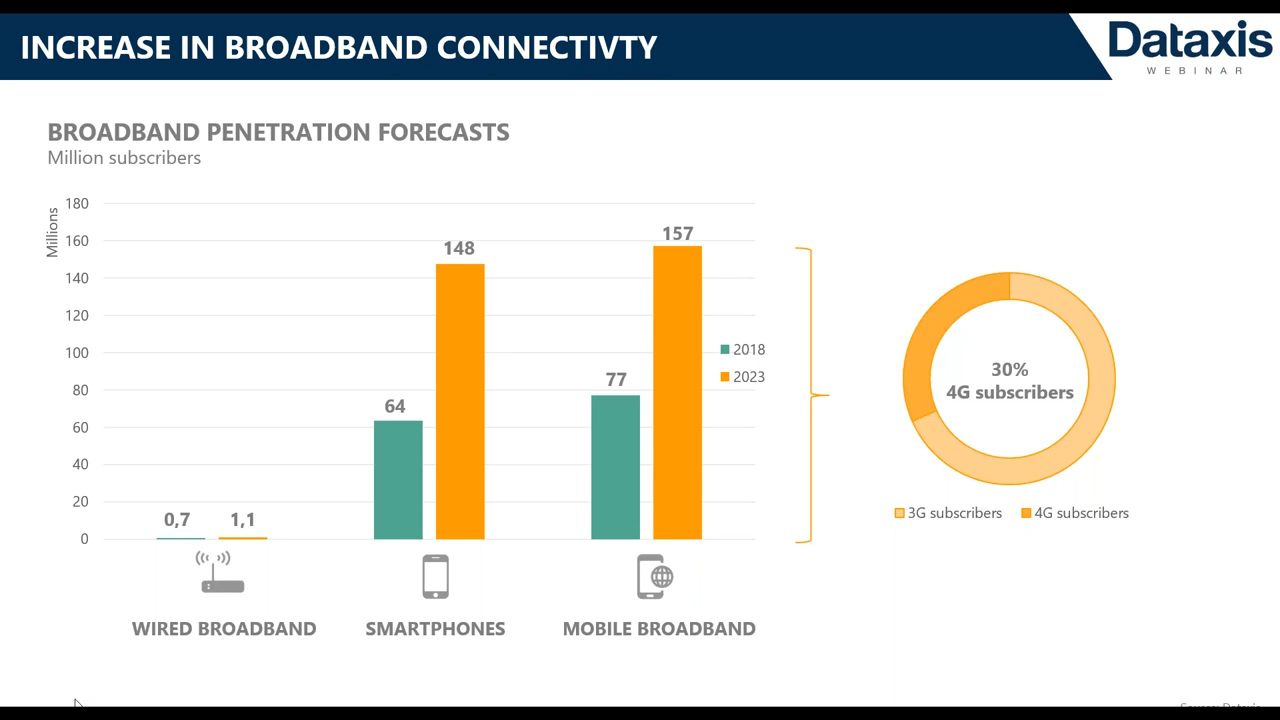 INCREASE IN BROADBAND CONNECTIVTY
Dataxis
WEBINAR
BROADBAND PENETRATION FORECASTS
Million subscribers
Millions
180
160
140
120
100
80
60
40
20
0
0,7
1,1
64
148
77
157
2018
2023
WIRED BROADBAND
SMARTPHONES
MOBILE BROADBAND
30%
4G subscribers
3G subscribers
4G subscribers